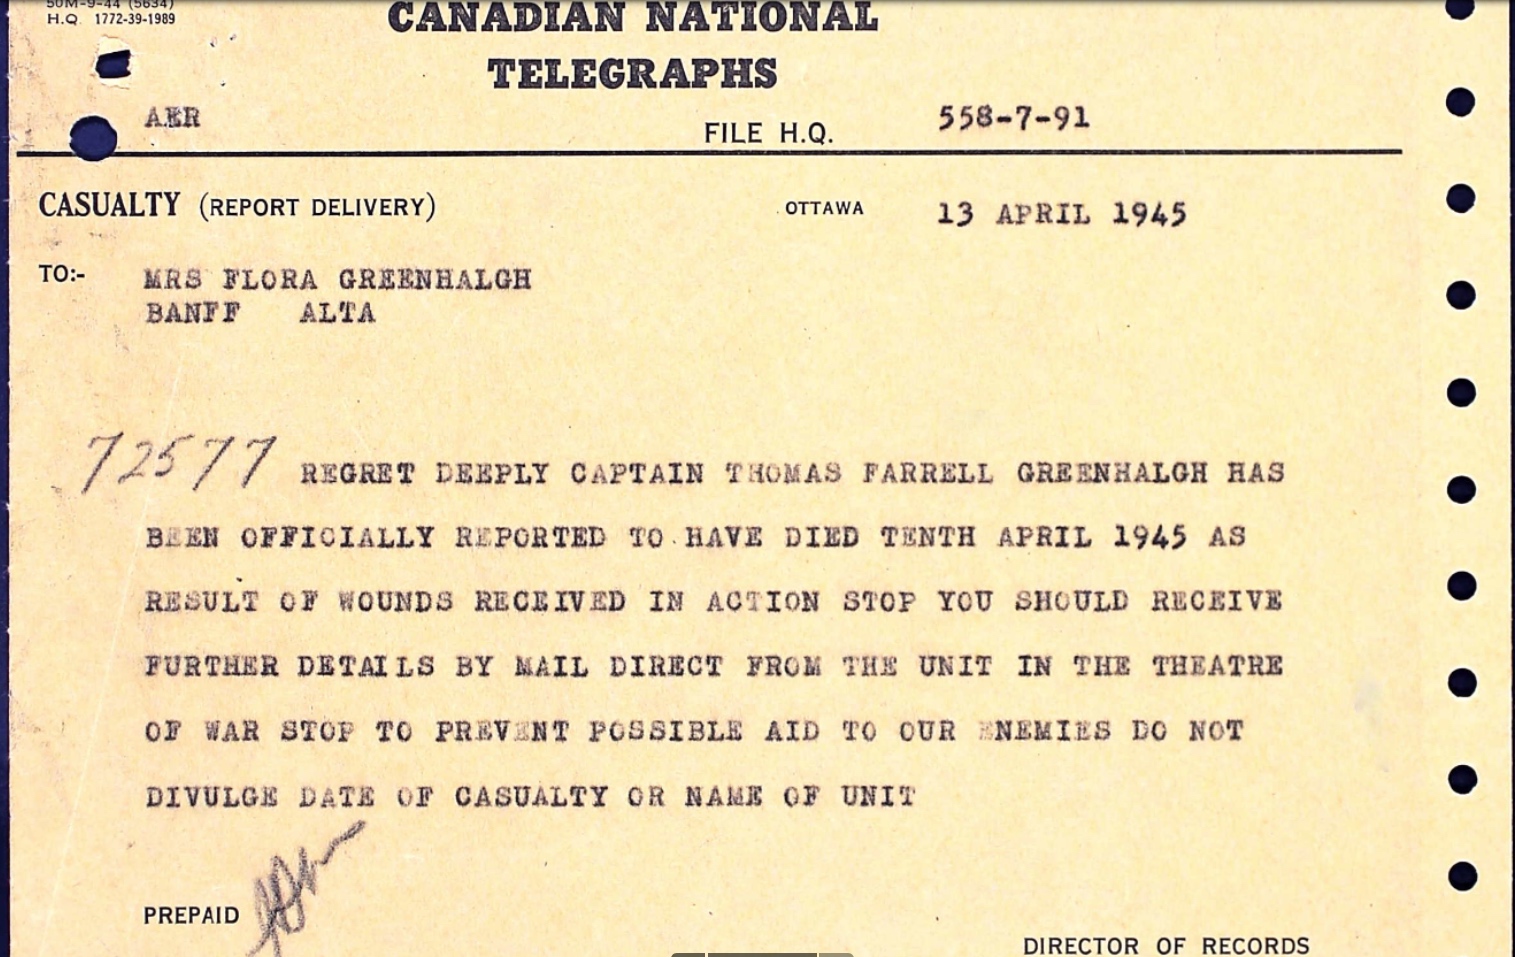 50M-9-44 (5634)
H.Q. 1772-39-1989
CANADIAN NATIONAL
TELEGRAPHS
AER
FILE H.Q. 558-7-91
CASUALTY (REPORT DELIVERY) OTTAWA 13 APRIL 1945
TO:- MRS FLORA GREENHALGH
BANFF ALTA
72577 REGRET DEEPLY CAPTAIN THOMAS FARRELL GREENHALGH HAS
BEEN OFFICIALLY REPORTED TO HAVE DIED TENTH APRIL 1945 AS
RESULT OF WOUNDS RECEIVED IN ACTION STOP YOU SHOULD RECEIVE
FURTHER DETAILS BY MAIL DIRECT FROM THE UNIT IN THE THEATRE
OF WAR STOP TO PREVENT POSSIBLE AID TO OUR ENEMIES DO NOT
DIVULGE DATE OF CASUALTY OR NAME OF UNIT
PREPAID
DIRECTOR OF RECORDS